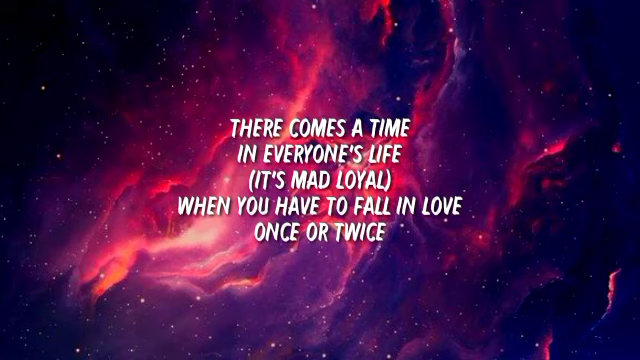 THERE COMES A TIME
IN EVERYONE'S LIFE
(IT'S MAD LOYAL)
WHEN YOU HAVE TO FALL IN LOVE
ONCE OR TWICE